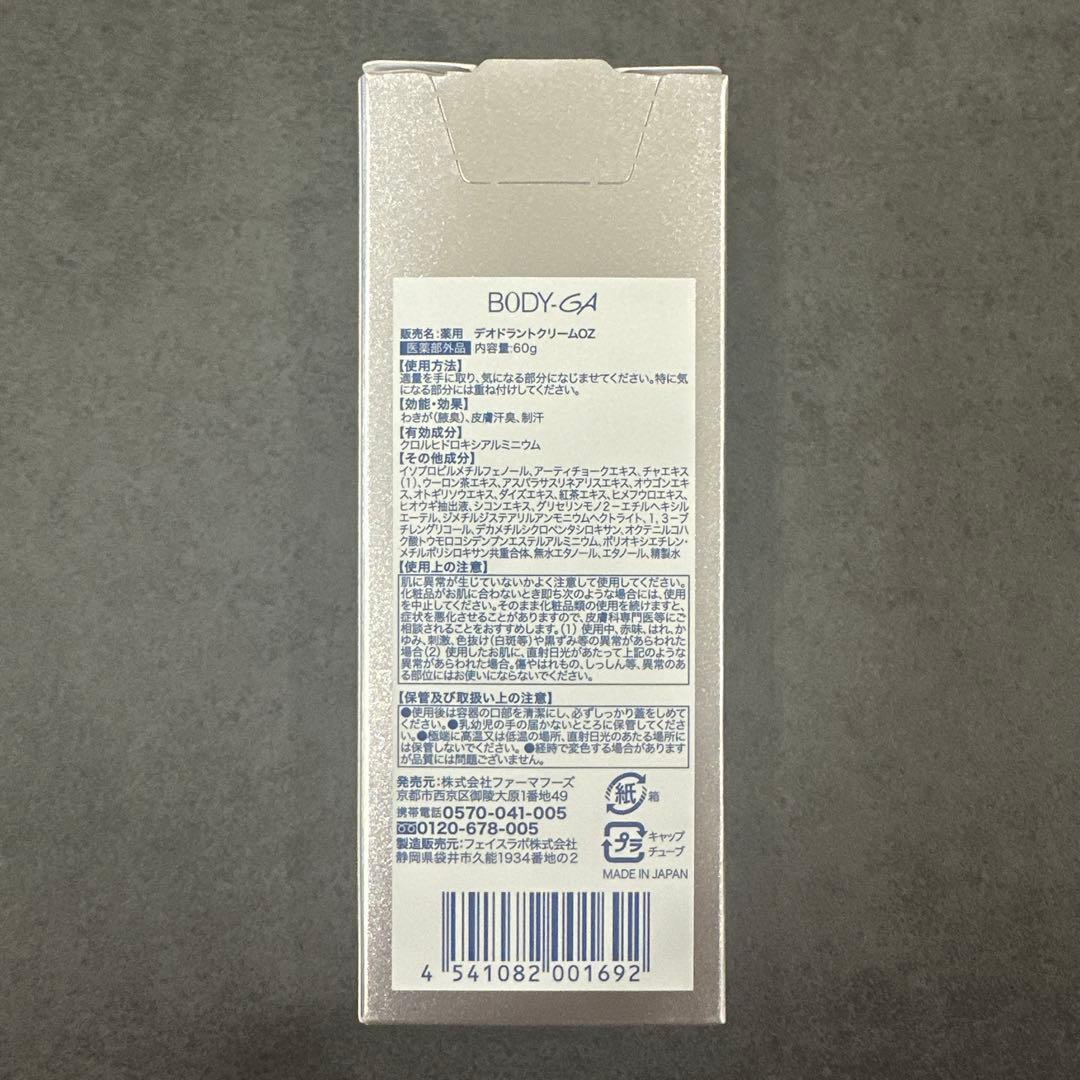 BODY-GA
販売名:薬用 デオドラントクリームOZ
医薬部外品 内容量:60g
【使用方法】
適量を手に取り、気になる部分になじませてください。特に気
になる部分には重ね付けしてください。
【効能・効果】
わきが(腋臭)、皮膚汗臭、制汗
【有効成分】
クロルヒドロキシアルミニウム
【その他成分】
イソプロピルメチルフェノール、アーティチョークエキス、チャエキス
(1)、ウーロン茶エキス、アスパラサスリネアリスエキス、オウゴンエキ
ス、オトギリソウエキス、ダイズエキス、紅茶エキス、ヒメフウロエキス、
ヒオウギ抽出液、シコンエキス、グリセリンモノ2-エチルヘキシル
エーテル、ジメチルジステアリルアンモニウムヘクトライト、1,3-ブ
チレングリコール、デカメチルシクロペンタシロキサン、オクテニルコハ
ク酸トウモロコシデンプンエステルアルミニウム、ポリオキシエチレン・
メチルポリシロキサン共重合体、無水エタノール、エタノール、精製水
【使用上の注意】
肌に異常が生じていないかよく注意して使用してください。
化粧品がお肌に合わないとき即ち次のような場合には、使用
を中止してください。そのまま化粧品類の使用を続けますと、
症状を悪化させることがありますので、皮膚科専門医等にご
相談されることをおすすめします。(1) 使用中、赤味、はれ、か
ゆみ、刺激、色抜け(白斑等)や黒ずみ等の異常があらわれた
場合(2) 使用したお肌に、直射日光があたって上記のような
異常があらわれた場合。傷やはれもの、しっしん等、異常のあ
る部位にはお使いにならないでください。
【保管及び取扱い上の注意】
●使用後は容器の口部を清潔にし、必ずしっかり蓋をしめて
ください。●乳幼児の手の届かないところに保管してくださ
い。●極端に高温又は低温の場所、直射日光のあたる場所に
は保管しないでください。●経時で変色する場合があります
が品質には問題ございません。
発売元:株式会社ファーマフーズ
京都市西京区御陵大原1番地49
携帯電話0570-041-005
0120-678-005
製造販売元:フェイスラボ株式会社
静岡県袋井市久能1934番地の2
紙 箱
プラ キャップ
チューブ
MADE IN JAPAN
4 541082 001692